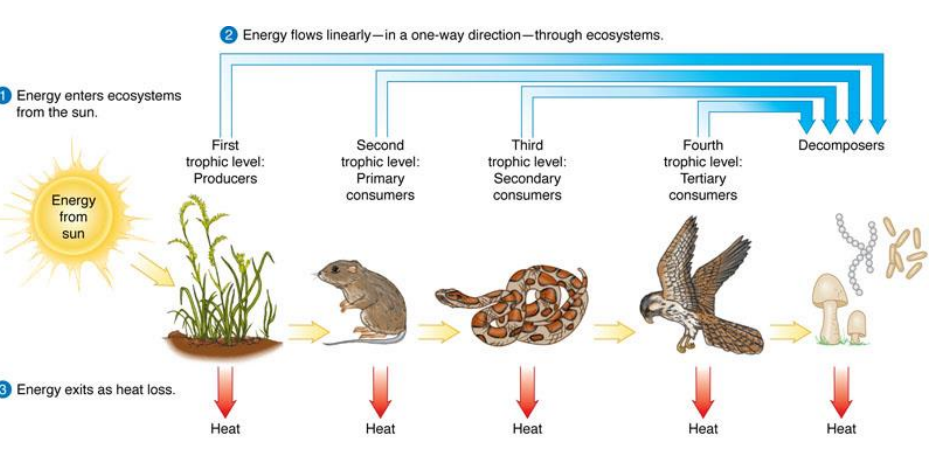 2 Energy flows linearly—in a one-way direction—through ecosystems.
1 Energy enters ecosystems
from the sun.
First
trophic level:
Producers
Second
trophic level:
Primary
consumers
Third
trophic level:
Secondary
consumers
Fourth
trophic level:
Tertiary
consumers
Decomposers
Energy
from
sun
3 Energy exits as heat loss.
Heat
Heat
Heat
Heat
Heat